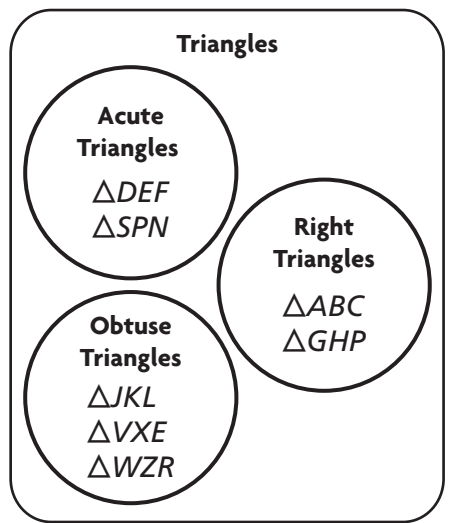 Triangles
Acute
Triangles
△DEF
△SPN
Right
Triangles
△ABC
△GHP
Obtuse
Triangles
△JKL
△VXE
△WZR